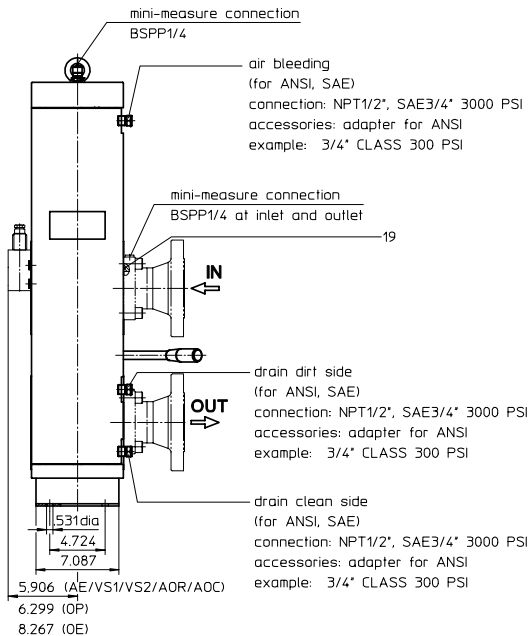 mini-measure connection
BSPP1/4
air bleeding
(for ANSI, SAE)
connection: NPT1/2", SAE3/4" 3000 PSI
accessories: adapter for ANSI
example: 3/4" CLASS 300 PSI
mini-measure connection
BSPP1/4 at inlet and outlet
19
IN
drain dirt side
(for ANSI, SAE)
connection: NPT1/2", SAE3/4" 3000 PSI
accessories: adapter for ANSI
example: 3/4" CLASS 300 PSI
OUT
drain clean side
(for ANSI, SAE)
connection: NPT1/2", SAE3/4" 3000 PSI
accessories: adapter for ANSI
example: 3/4" CLASS 300 PSI
.531dia
4.724
7.087
5,906 (AE/VS1/VS2/AOR/AOC)
6.299 (OP)
8.267 (OE)